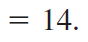 = 14.